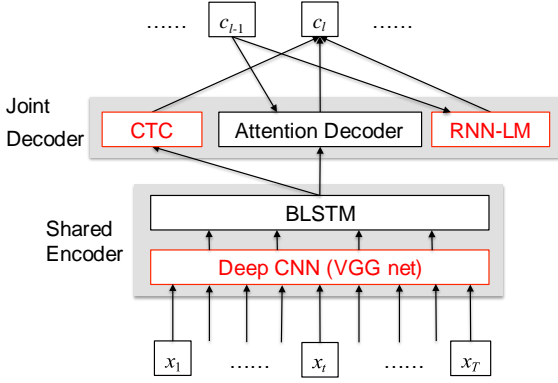 ...... c_{l-1} ...... c_l ......
Joint
Decoder
CTC Attention Decoder RNN-LM
Shared
Encoder
BLSTM
Deep CNN (VGG net)
x_1 ...... x_t ...... x_T